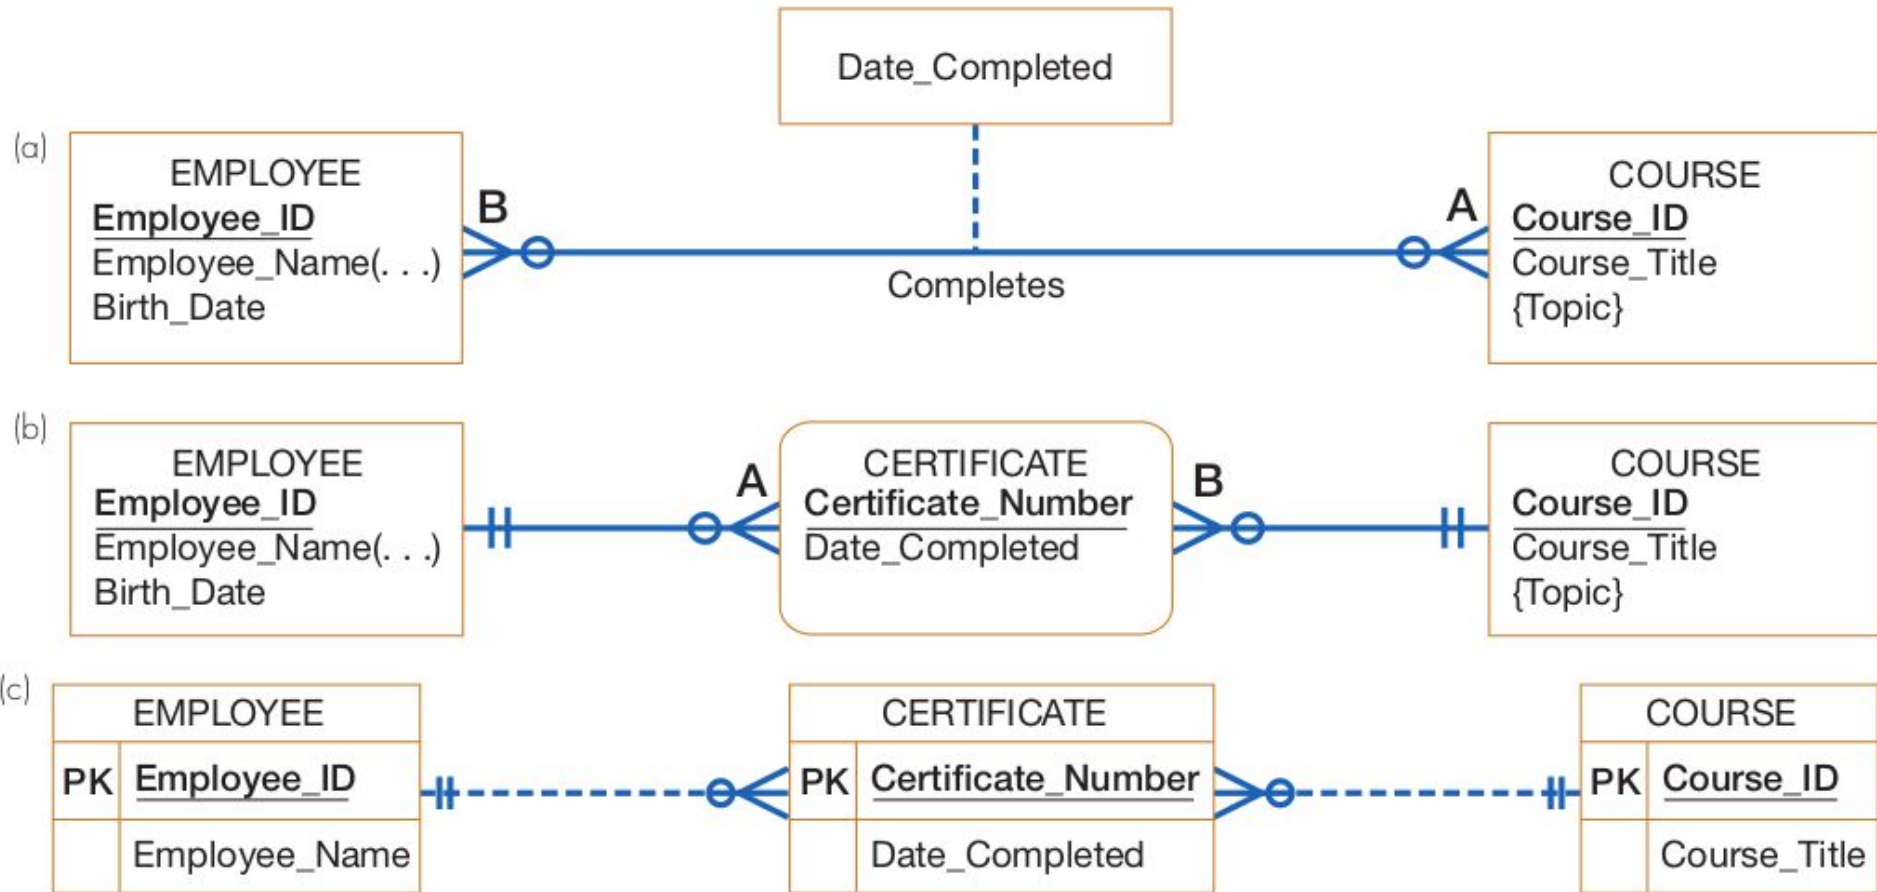 Date_Completed
(a)
EMPLOYEE
Employee_ID
Employee_Name(. . .)
Birth_Date
B
Completes
A
COURSE
Course_ID
Course_Title
{Topic}
(b)
EMPLOYEE
Employee_ID
Employee_Name(. . .)
Birth_Date
A
CERTIFICATE
Certificate_Number
Date_Completed
B
COURSE
Course_ID
Course_Title
{Topic}
(c)
EMPLOYEE
PK Employee_ID
Employee_Name
CERTIFICATE
PK Certificate_Number
Date_Completed
COURSE
PK Course_ID
Course_Title